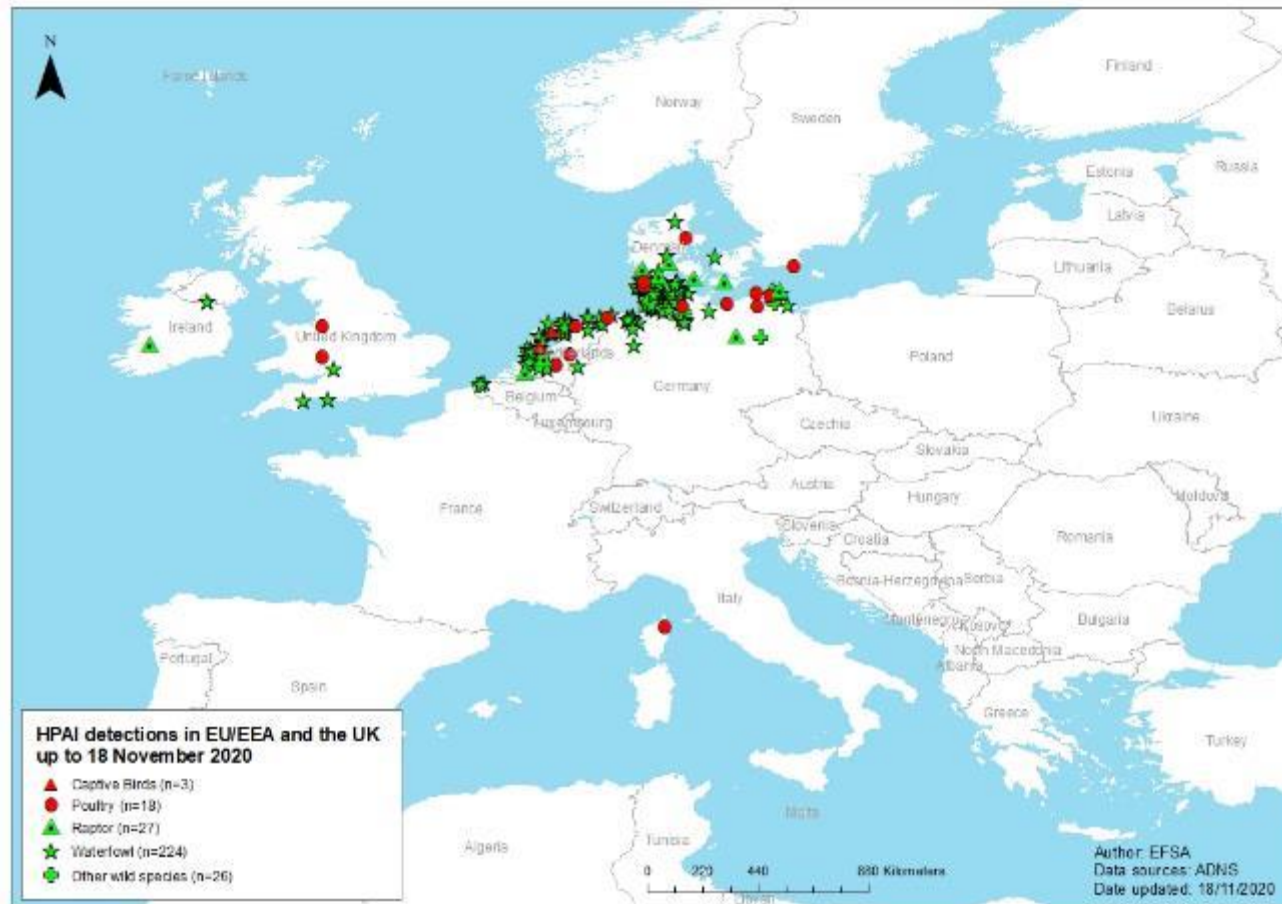 N
Faroe Islands
Norway
Sweden
Finland
Russia
Estonia
Latvia
Lithuania
Belarus
Denmark
Ireland
United Kingdom
Netherlands
Poland
Germany
Belgium
Luxembourg
Ukraine
Czechia
Slovakia
Austria
Hungary
Moldova
France
Switzerland
Slovenia
Croatia
Romania
Bosnia-Herzegovina
Serbia
Italy
Montenegro
Kosovo
Bulgaria
North Macedonia
Albania
Portugal
Spain
Greece
Turkey
Malta
Algeria
Tunisia
HPAI detections in EU/EEA and the UK
up to 18 November 2020
Captive Birds (n=3)
Poultry (n=18)
Raptor (n=27)
Waterfowl (n=224)
Other wild species (n=26)
0 220 440 880 Kilometers
Author: EFSA
Data sources: ADNS
Date updated: 18/11/2020